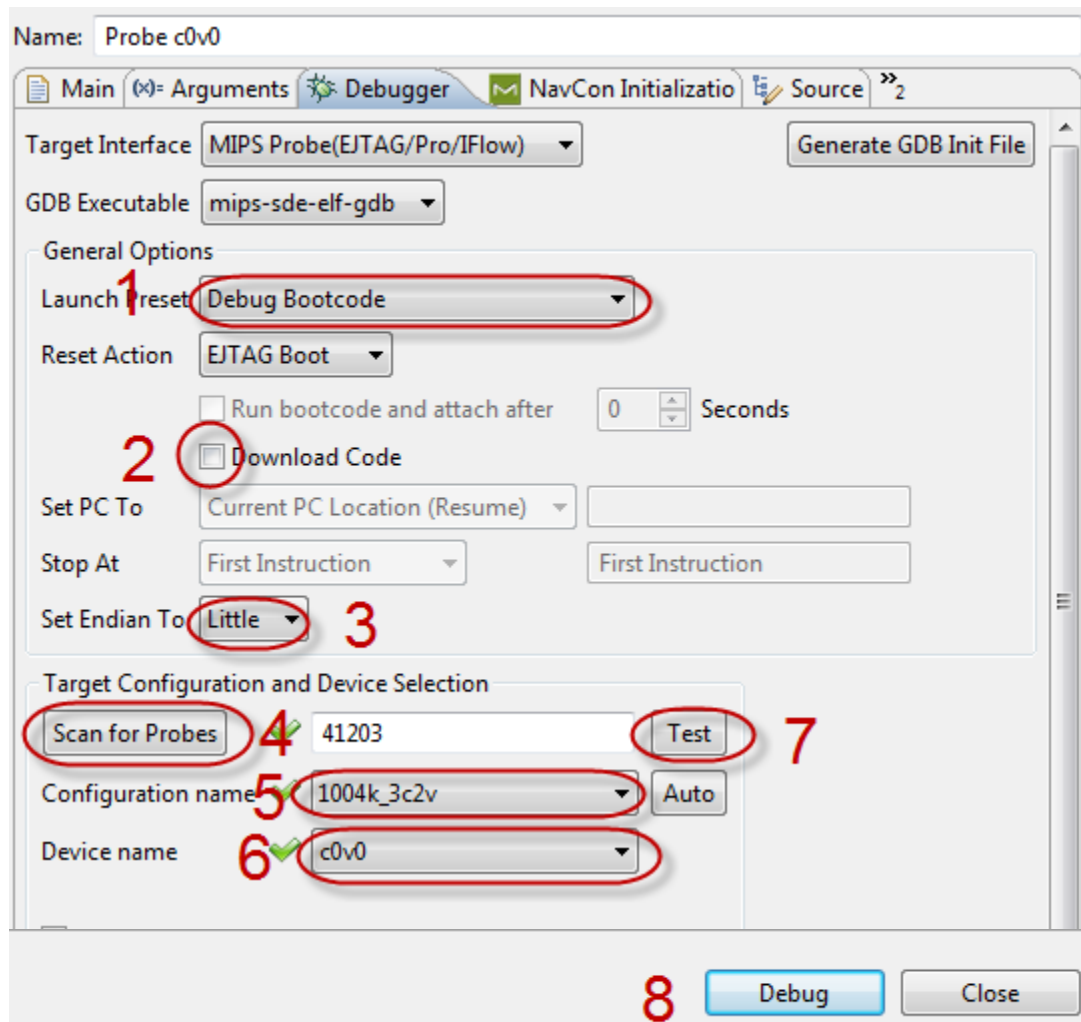 Name: Probe c0v0
Main (x)= Arguments Debugger NavCon Initializatio Source »2
Target Interface MIPS Probe(EJTAG/Pro/IFlow) Generate GDB Init File
GDB Executable mips-sde-elf-gdb
General Options
1
Launch Preset Debug Bootcode
Reset Action EJTAG Boot
Run bootcode and attach after 0 Seconds
2 Download Code
Set PC To Current PC Location (Resume)
Stop At First Instruction First Instruction
Set Endian To Little 3
Target Configuration and Device Selection
Scan for Probes 4 41203 Test 7
Configuration name 5 1004k_3c2v Auto
Device name 6 c0v0
8 Debug Close